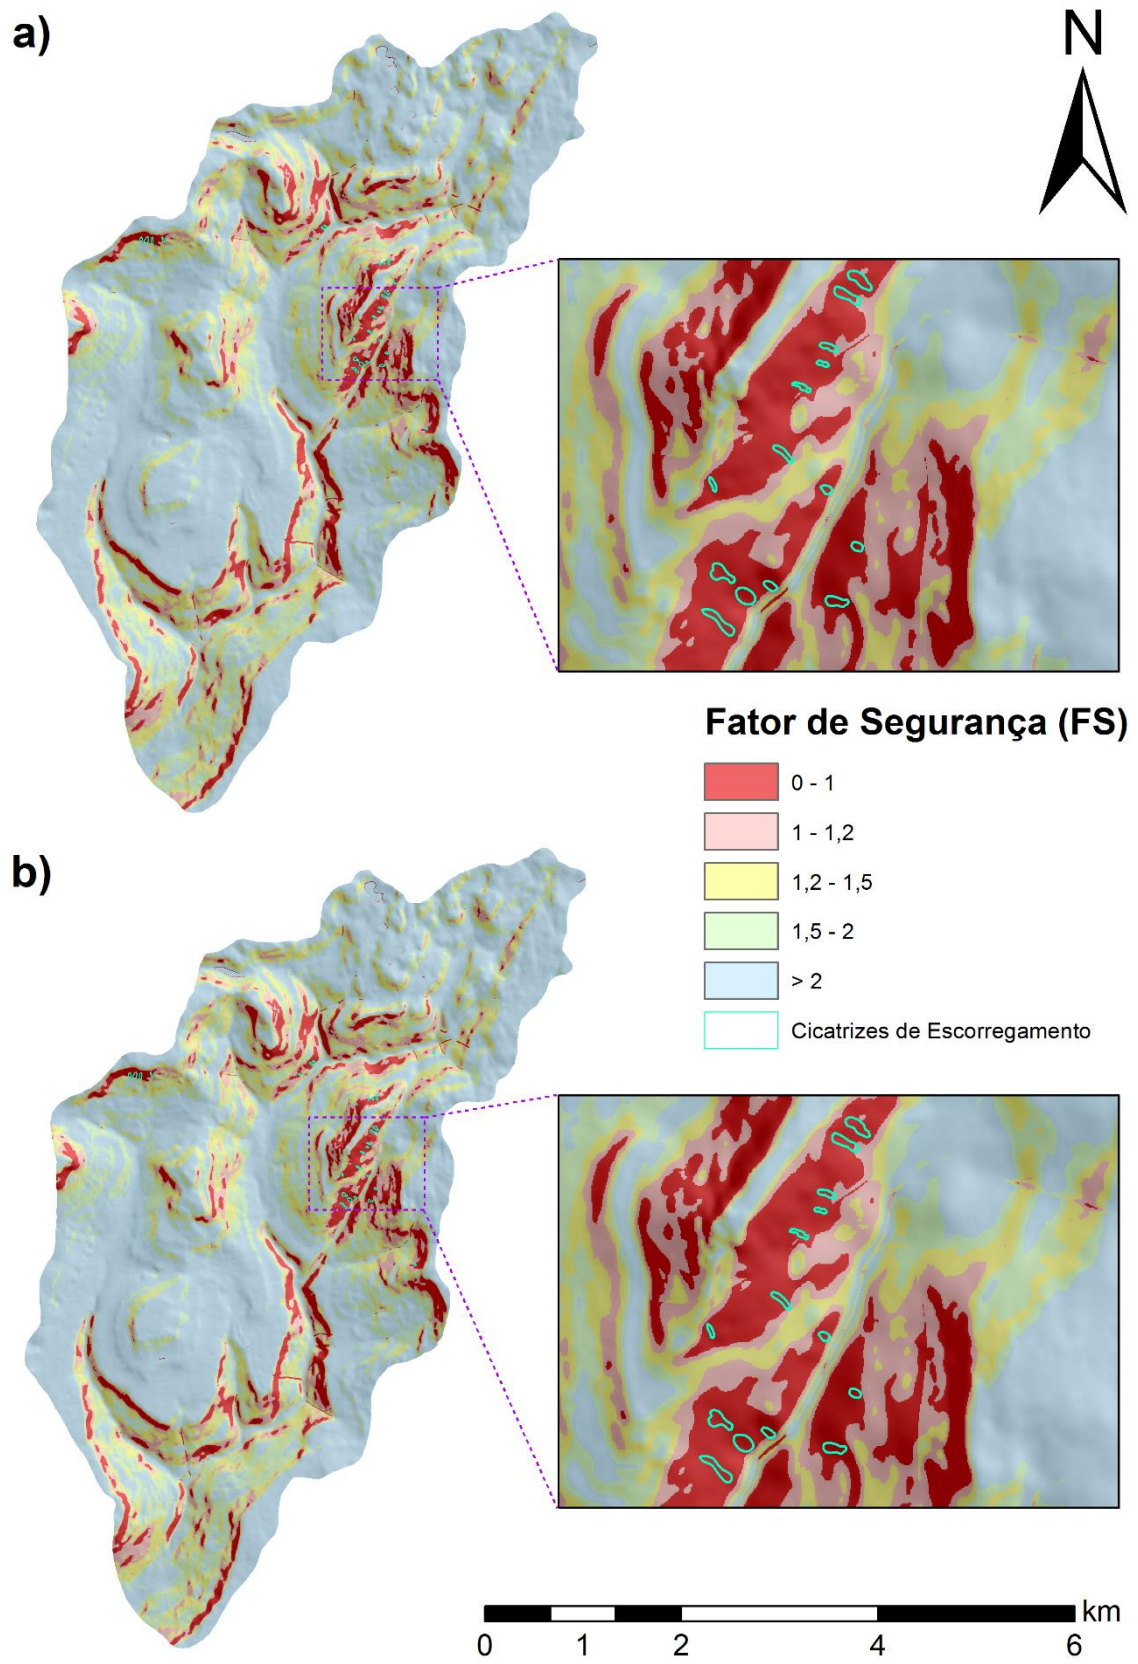 a)
N
Fator de Segurança (FS)
0 - 1
1 - 1,2
1,2 - 1,5
1,5 - 2
> 2
Cicatrizes de Escorregamento
b)
km
0 1 2 4 6